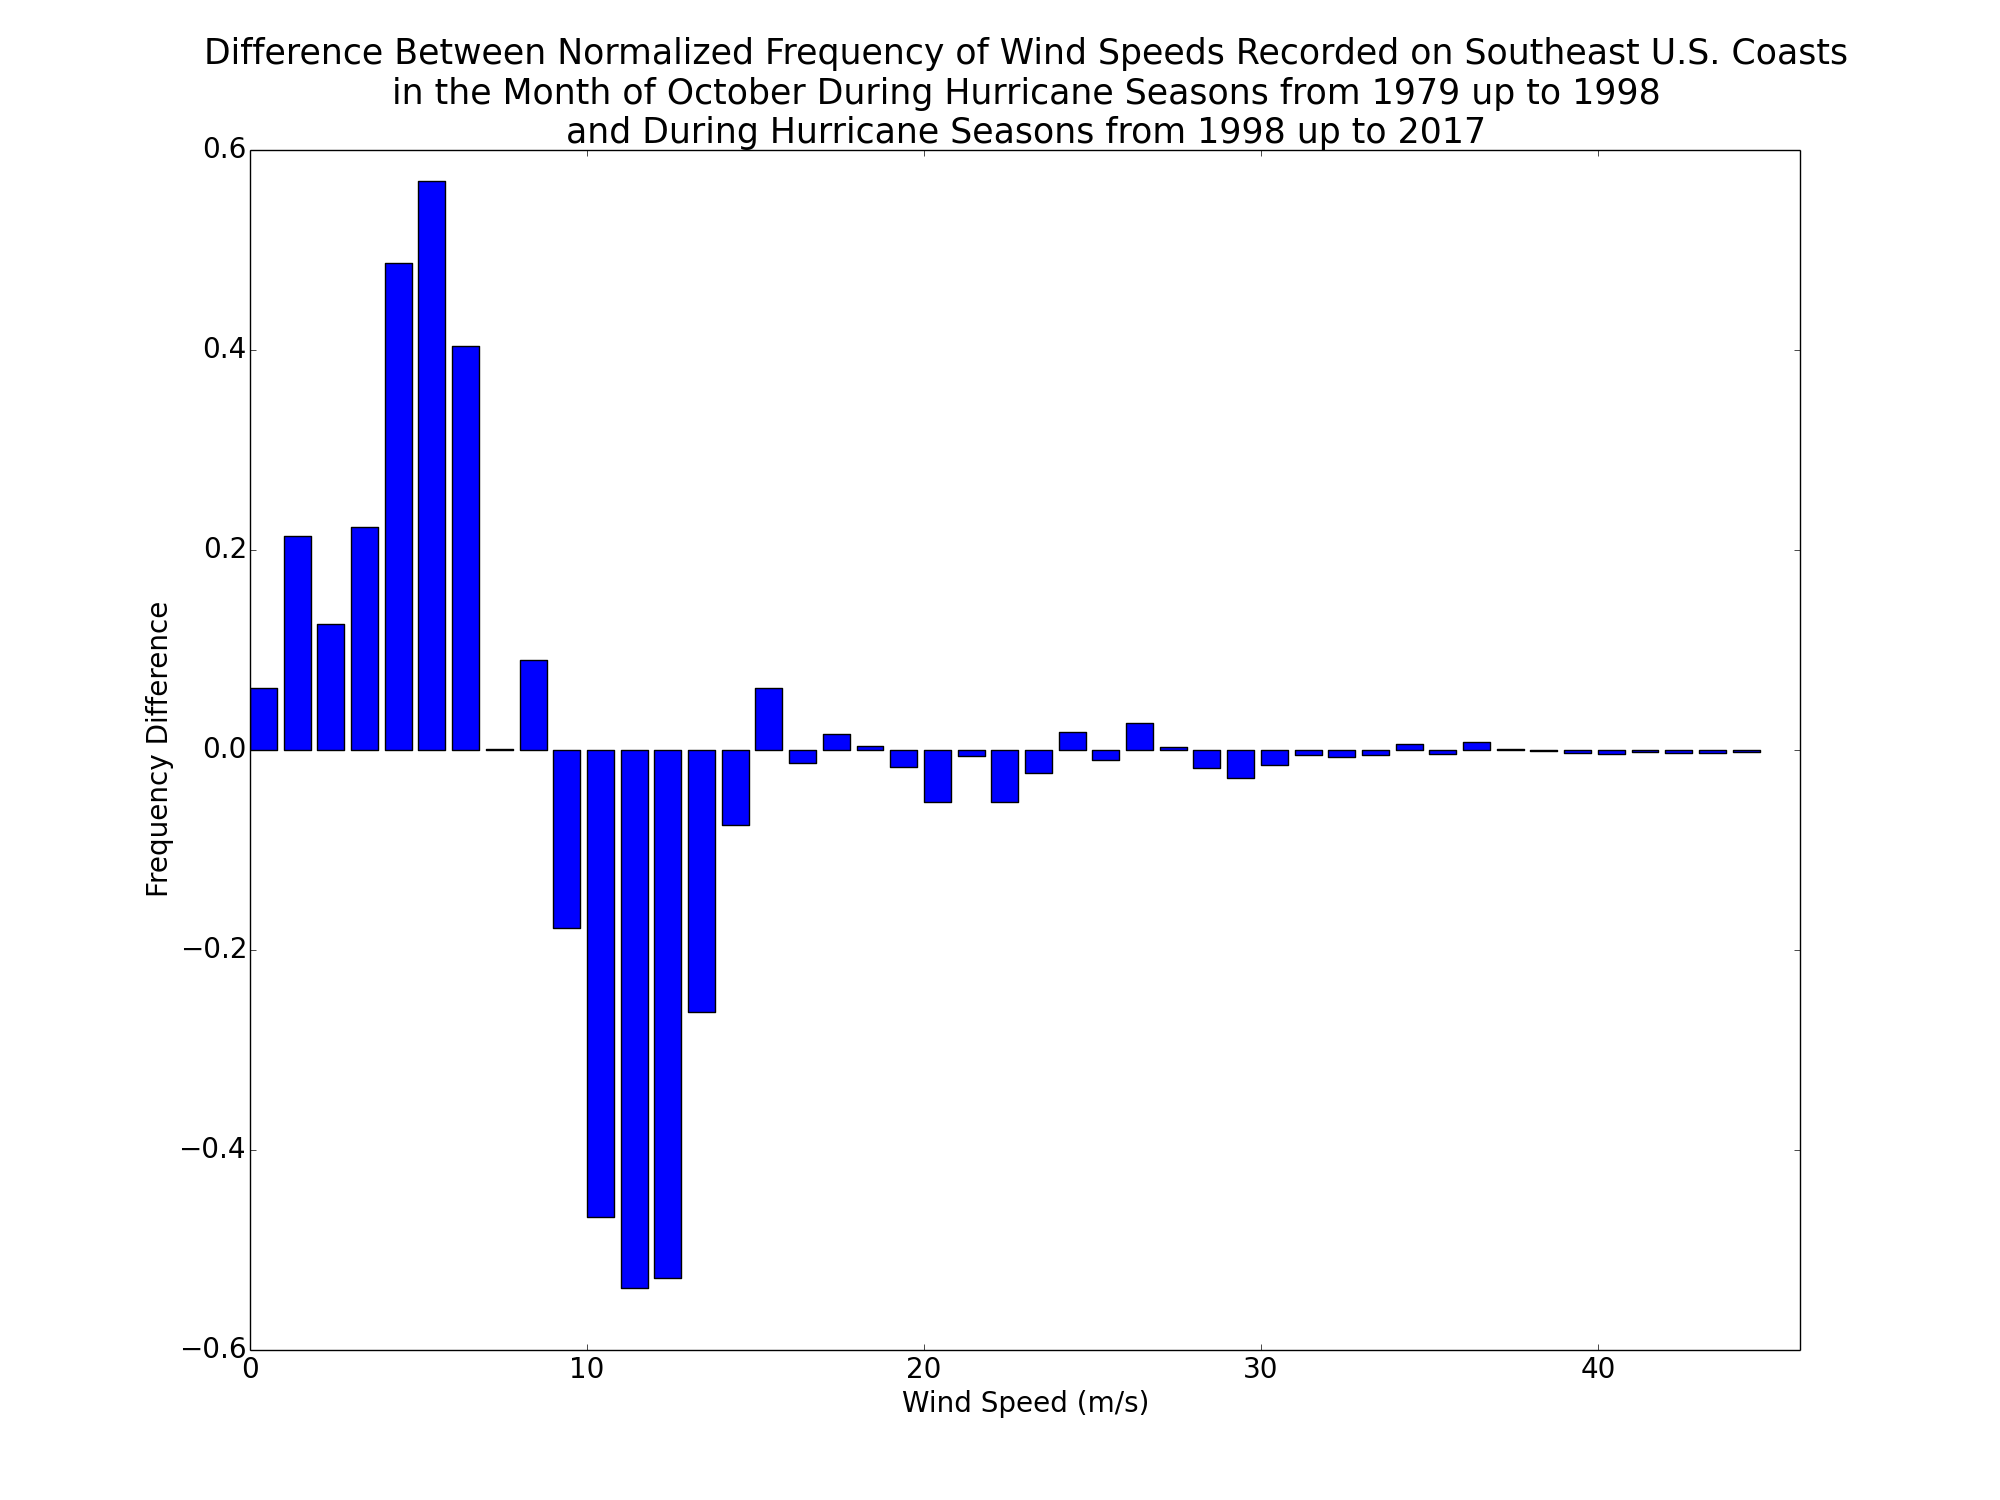 Difference Between Normalized Frequency of Wind Speeds Recorded on Southeast U.S. Coasts
in the Month of October During Hurricane Seasons from 1979 up to 1998
and During Hurricane Seasons from 1998 up to 2017
0.6
0.4
0.2
0.0
−0.2
−0.4
−0.6
Frequency Difference
0 10 20 30 40
Wind Speed (m/s)